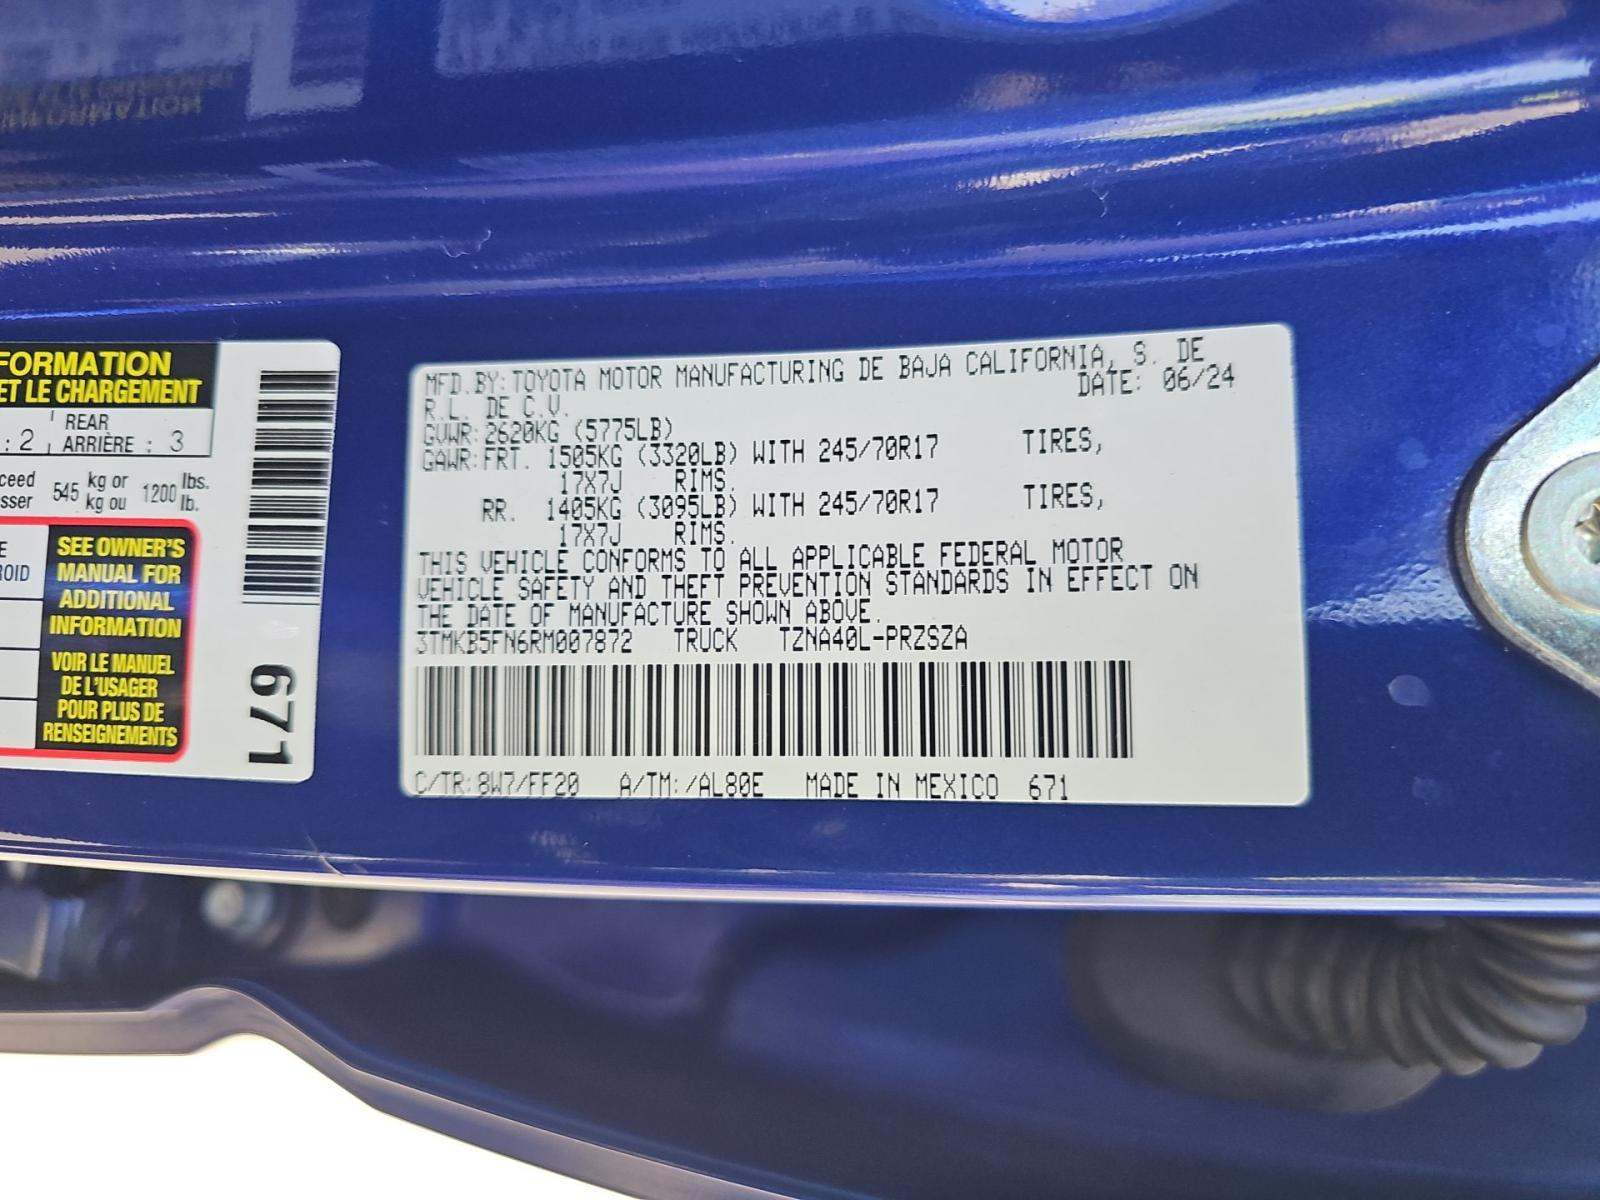 FORMATION
ET LE CHARGEMENT
: 2
REAR
ARRIÈRE : 3
ceed
sser
545
kg or
kg ou
1200
lbs.
lb.
E
ROID
SEE OWNER'S
MANUAL FOR
ADDITIONAL
INFORMATION
VOIR LE MANUEL
DE L'USAGER
POUR PLUS DE
RENSEIGNEMENTS
671
MFD.BY:TOYOTA MOTOR MANUFACTURING DE BAJA CALIFORNIA, S. DE
R.L. DE C.V. DATE: 06/24
GVWR:2620KG (5775LB)
GAWR:FRT. 1505KG (3320LB) WITH 245/70R17 TIRES,
17X7J RIMS.
RR. 1405KG (3095LB) WITH 245/70R17 TIRES,
17X7J RIMS.
THIS VEHICLE CONFORMS TO ALL APPLICABLE FEDERAL MOTOR
VEHICLE SAFETY AND THEFT PREVENTION STANDARDS IN EFFECT ON
THE DATE OF MANUFACTURE SHOWN ABOVE.
3TMKB5FN6RM007872 TRUCK TZNA40L-PRZSZA
C/TR:8W7/FF20 A/TM:/AL80E MADE IN MEXICO 671